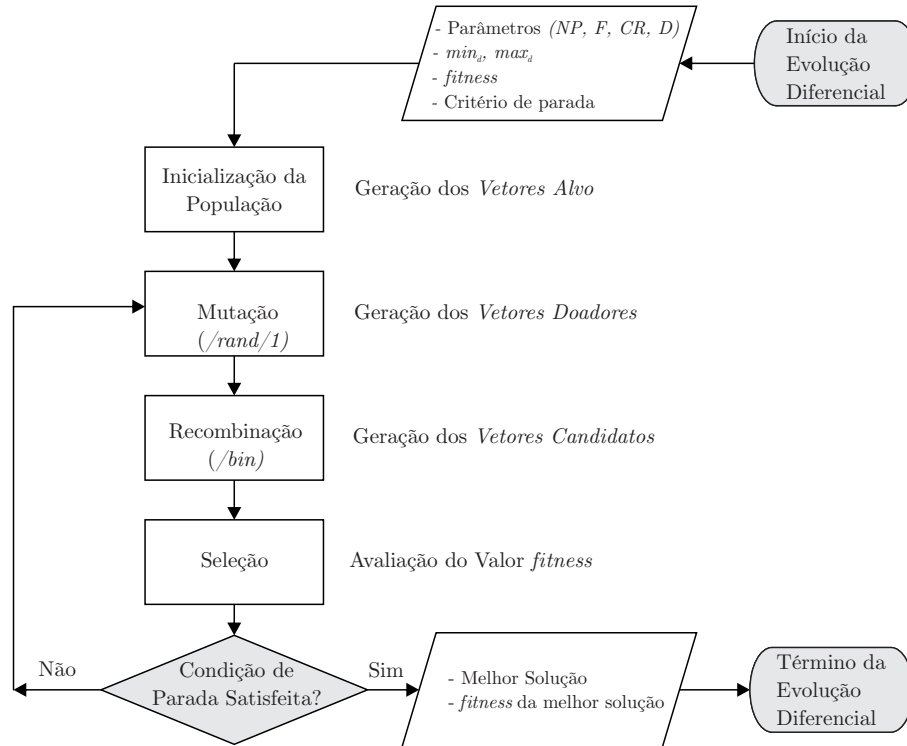 Início da
Evolução
Diferencial
- Parâmetros (NP, F, CR, D)
- min_d, max_d
- fitness
- Critério de parada
Inicialização da
População
Geração dos Vetores Alvo
Mutação
(/rand/1)
Geração dos Vetores Doadores
Recombinação
(/bin)
Geração dos Vetores Candidatos
Seleção
Avaliação do Valor fitness
Condição de
Parada Satisfeita?
Não
Sim
- Melhor Solução
- fitness da melhor solução
Término da
Evolução
Diferencial